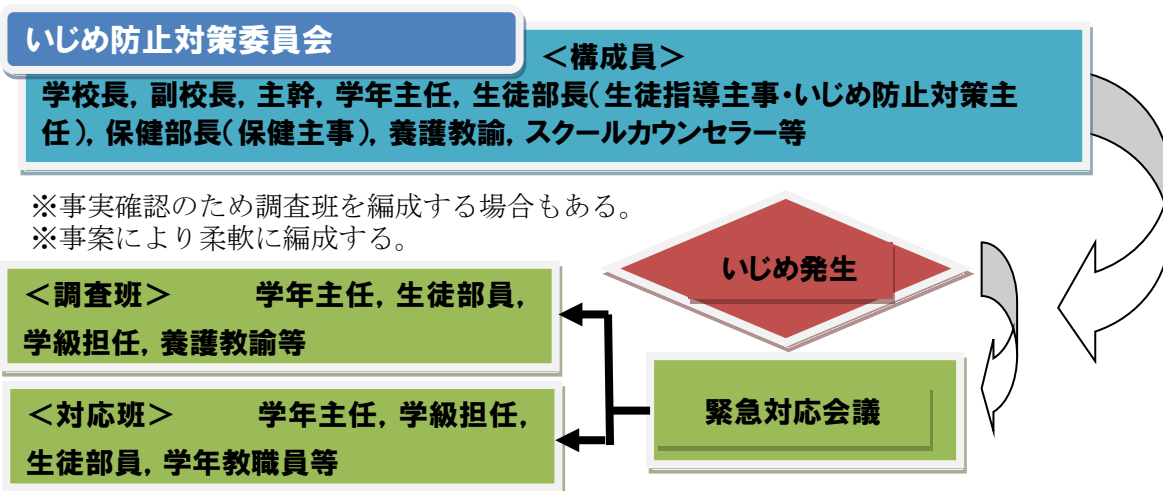 いじめ防止対策委員会
＜構成員＞
学校長，副校長，主幹，学年主任，生徒部長（生徒指導主事・いじめ防止対策主
任），保健部長（保健主事），養護教諭，スクールカウンセラー等
※事実確認のため調査班を編成する場合もある。
※事案により柔軟に編成する。
いじめ発生
＜調査班＞　　　学年主任，生徒部員，
学級担任，養護教諭等
緊急対応会議
＜対応班＞　　　学年主任，学級担任，
生徒部員，学年教職員等